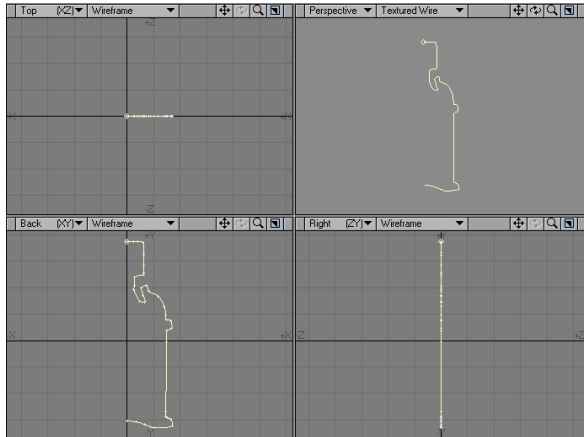 Top (XZ) Wireframe
Perspective Textured Wire
+Z
-X +X
-Z
Back (XY) Wireframe
Right (ZY) Wireframe
+Y
X +X
-Y
+Y
Z +Z
-Y